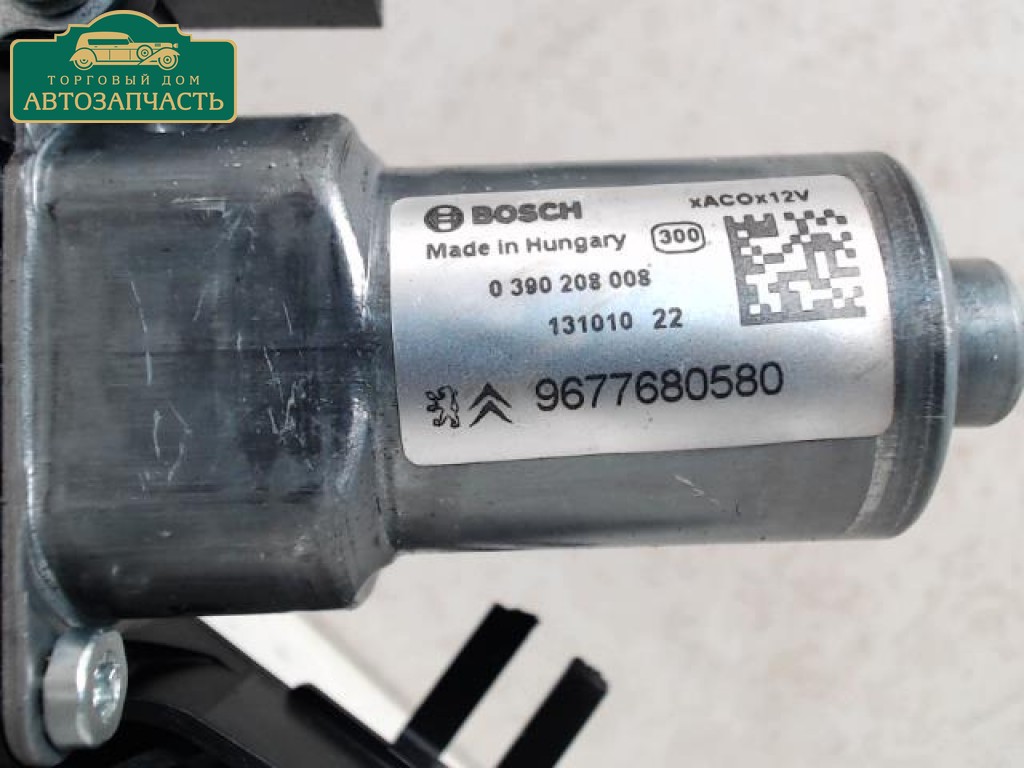 ТОРГОВЫЙ ДОМ
АВТОЗАПЧАСТЬ
BOSCH xACOx12V
Made in Hungary 300
0 390 208 008
131010 22
9677680580